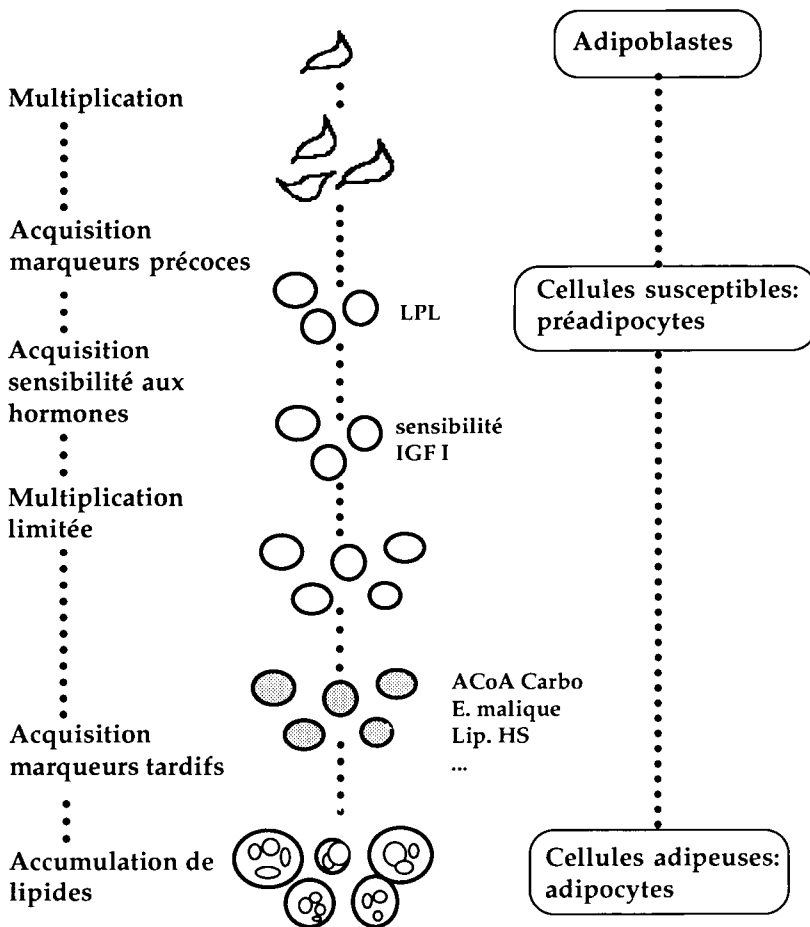 Adipoblastes
Multiplication
Acquisition
marqueurs précoces
LPL
Cellules susceptibles:
préadipocytes
Acquisition
sensibilité aux
hormones
sensibilité
IGF I
Multiplication
limitée
ACoA Carbo
E. malique
Lip. HS
...
Acquisition
marqueurs tardifs
Accumulation de
lipides
Cellules adipeuses:
adipocytes